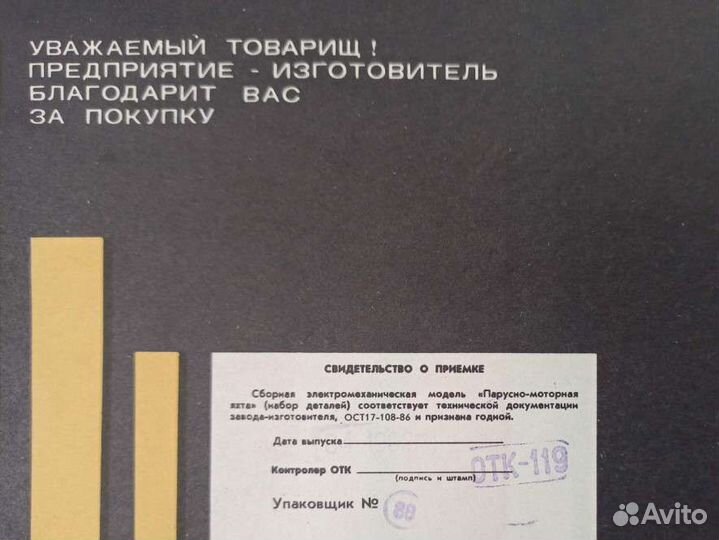 УВАЖАЕМЫЙ ТОВАРИЩ!
ПРЕДПРИЯТИЕ - ИЗГОТОВИТЕЛЬ
БЛАГОДАРИТ ВАС
ЗА ПОКУПКУ
СВИДЕТЕЛЬСТВО О ПРИЕМКЕ
Сборная электромеханическая модель «Парусно-моторная
яхта» (набор деталей) соответствует технической документации
завода-изготовителя, ОСТ17-108-86 и признана годной.
Дата выпуска
Контролер ОТК
(подпись и штамп)
ОТК-119
Упаковщик № 88
Avito